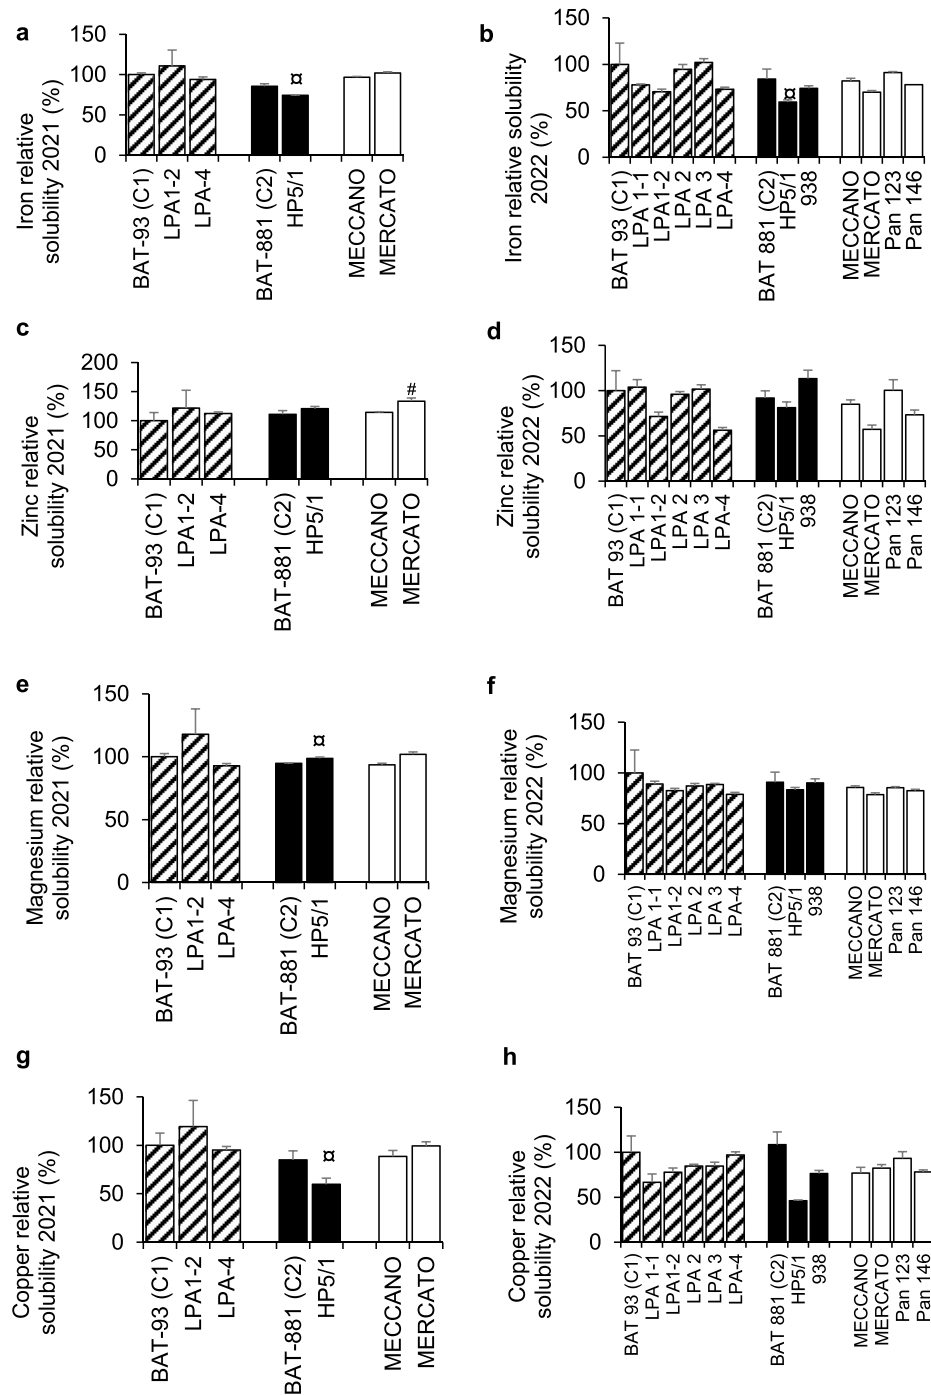 a
Iron relative
solubility 2021 (%)
150
100
50
0
¤
BAT-93 (C1)
LPA1-2
LPA-4
BAT-881 (C2)
HP5/1
MECCANO
MERCATO
b
Iron relative solubility
2022 (%)
150
100
50
0
¤
BAT 93 (C1)
LPA 1-1
LPA1-2
LPA 2
LPA 3
LPA-4
BAT 881 (C2)
HP5/1
938
MECCANO
MERCATO
Pan 123
Pan 146
c
Zinc relative
solubility 2021 (%)
200
150
100
50
0
#
BAT-93 (C1)
LPA1-2
LPA-4
BAT-881 (C2)
HP5/1
MECCANO
MERCATO
d
Zinc relative
solubility 2022 (%)
150
100
50
0
BAT 93 (C1)
LPA 1-1
LPA1-2
LPA 2
LPA 3
LPA-4
BAT 881 (C2)
HP5/1
938
MECCANO
MERCATO
Pan 123
Pan 146
e
Magnesium relative
solubility 2021 (%)
150
100
50
0
¤
BAT-93 (C1)
LPA1-2
LPA-4
BAT-881 (C2)
HP5/1
MECCANO
MERCATO
f
Magnesium relative
solubility 2022 (%)
150
100
50
0
BAT 93 (C1)
LPA 1-1
LPA1-2
LPA 2
LPA 3
LPA-4
BAT 881 (C2)
HP5/1
938
MECCANO
MERCATO
Pan 123
Pan 146
g
Copper relative
solubility 2021 (%)
150
100
50
0
¤
BAT-93 (C1)
LPA1-2
LPA-4
BAT-881 (C2)
HP5/1
MECCANO
MERCATO
h
Copper relative
solubility 2022 (%)
150
100
50
0
BAT 93 (C1)
LPA 1-1
LPA1-2
LPA 2
LPA 3
LPA-4
BAT 881 (C2)
HP5/1
938
MECCANO
MERCATO
Pan 123
Pan 146